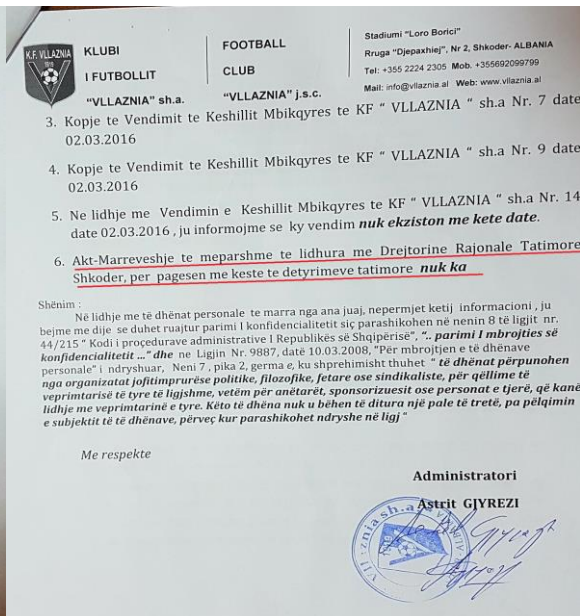 K.F. VLLAZNIA
1919
KLUBI
I FUTBOLLIT
"VLLAZNIA" sh.a.
FOOTBALL
CLUB
"VLLAZNIA" j.s.c.
Stadiumi "Loro Borici"
Rruga "Djepaxhiej", Nr 2, Shkoder- ALBANIA
Tel: +355 2224 2305 Mob. +355692099799
Mail: info@vllaznia.al Web: www.vllaznia.al
3. Kopje te Vendimit te Keshillit Mbikqyres te KF " VLLAZNIA " sh.a Nr. 7 date
02.03.2016
4. Kopje te Vendimit te Keshillit Mbikqyres te KF " VLLAZNIA " sh.a Nr. 9 date
02.03.2016
5. Ne lidhje me Vendimin e Keshillit Mbikqyres te KF " VLLAZNIA " sh.a Nr. 14
date 02.03.2016 , ju informojme se ky vendim nuk ekziston me kete date.
6. Akt-Marreveshje te meparshme te lidhura me Drejtorine Rajonale Tatimore
Shkoder, per pagesen me keste te detyrimeve tatimore nuk ka
Shënim :
Në lidhje me të dhënat personale te marra nga ana juaj, nepermjet ketij informacioni , ju
bejme me dije se duhet ruajtur parimi I konfidencialitetit siç parashikohen në nenin 8 të ligjit nr.
44/215 " Kodi i proçedurave administrative I Republikës së Shqipërisë", ".. parimi I mbrojties së
konfidencialitetit ..." dhe ne Ligjin Nr. 9887, datë 10.03.2008, "Për mbrojtjen e të dhënave
personale" i ndryshuar, Neni 7 , pika 2, germa e, ku shprehimisht thuhet " të dhënat përpunohen
nga organizatat jofitimprurëse politike, filozofike, fetare ose sindikaliste, për qëllime të
veprimtarisë të tyre të ligjshme, vetëm për anëtarët, sponsorizuesit ose personat e tjerë, që kanë
lidhje me veprimtarinë e tyre. Këto të dhëna nuk u bëhen të ditura një pale të tretë, pa pëlqimin
e subjektit të të dhënave, përveç kur parashikohet ndryshe në ligj "
Me respekte
Administratori
Astrit GJYREZI